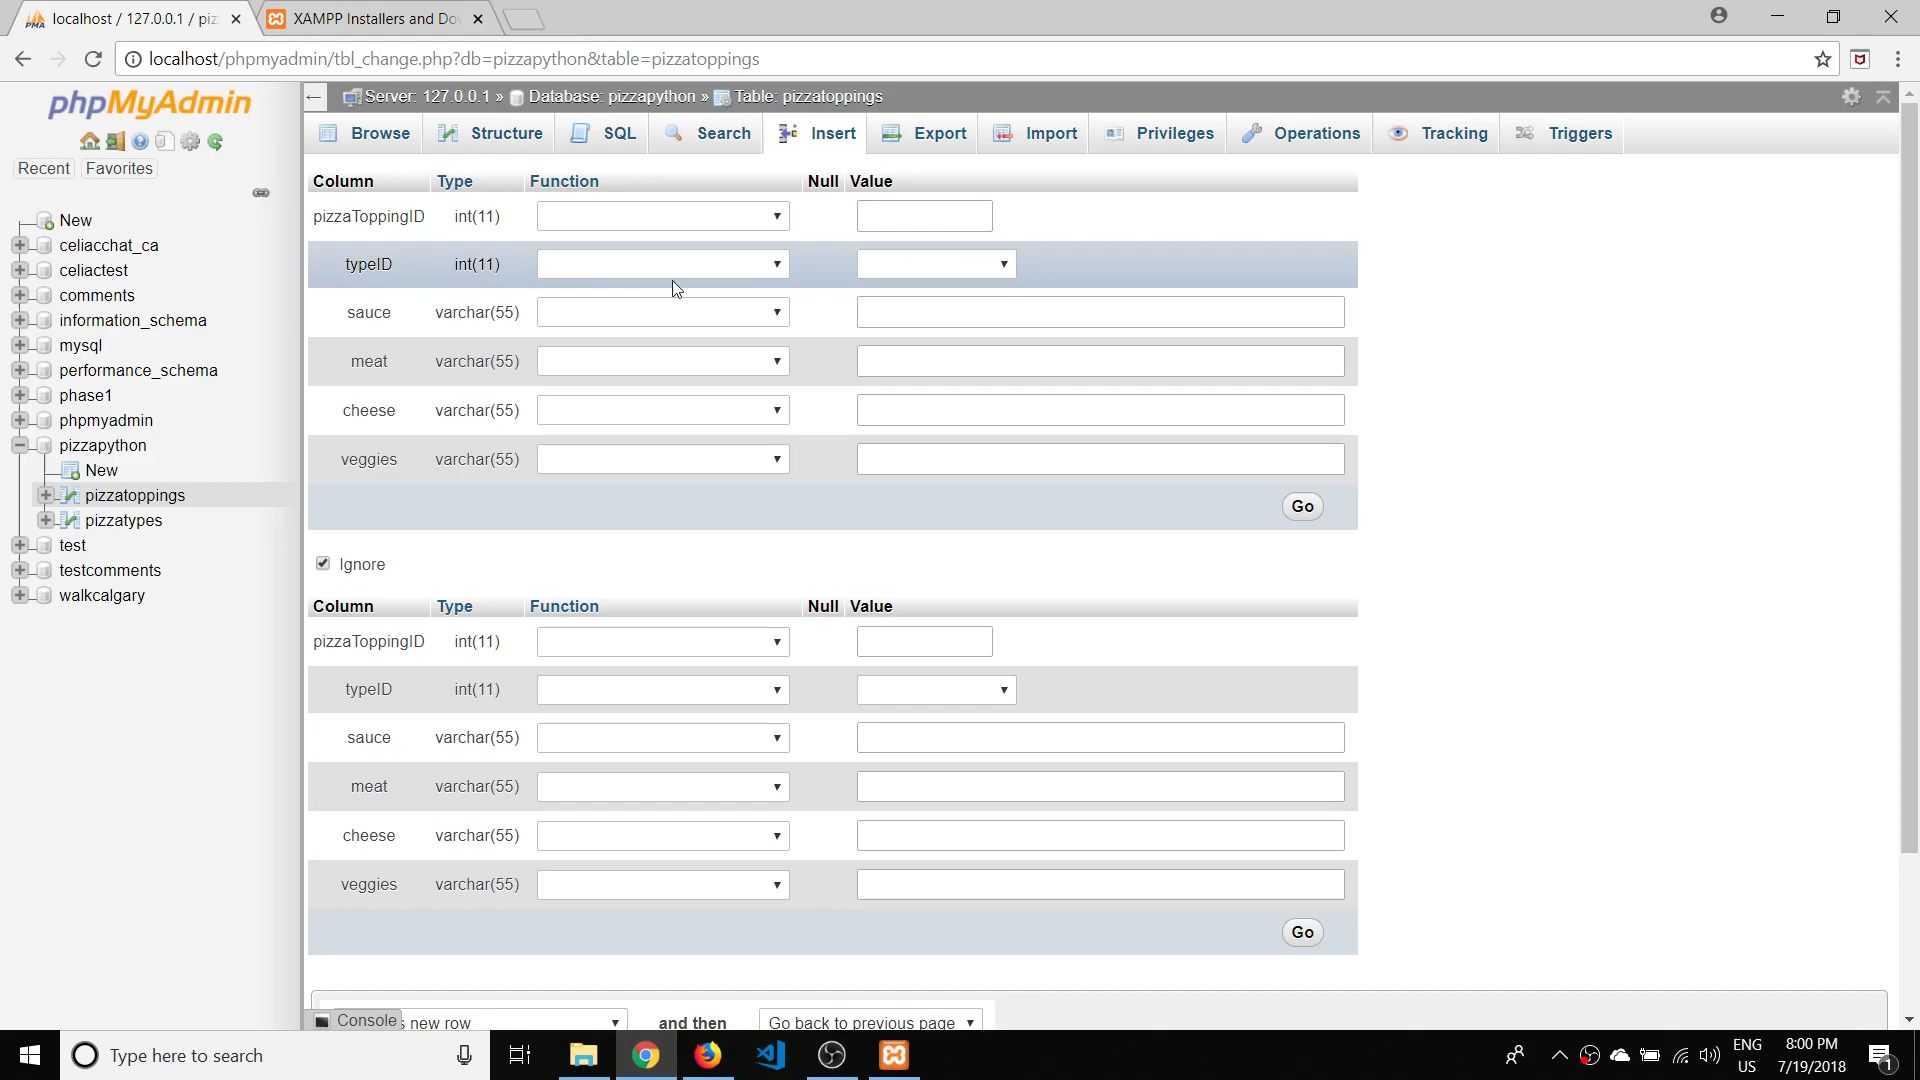 localhost / 127.0.0.1 / piz
XAMPP Installers and Do
localhost/phpmyadmin/tbl_change.php?db=pizzapython&table=pizzatoppings
phpMyAdmin
Recent Favorites
New
celiacchat_ca
celiactest
comments
information_schema
mysql
performance_schema
phase1
phpmyadmin
pizzapython
New
pizzatoppings
pizzatypes
test
testcomments
walkcalgary
Server: 127.0.0.1 » Database: pizzapython » Table: pizzatoppings
Browse Structure SQL Search Insert Export Import Privileges Operations Tracking Triggers
Column Type Function Null Value
pizzaToppingID int(11)
typeID int(11)
sauce varchar(55)
meat varchar(55)
cheese varchar(55)
veggies varchar(55)
Go
Ignore
Column Type Function Null Value
pizzaToppingID int(11)
typeID int(11)
sauce varchar(55)
meat varchar(55)
cheese varchar(55)
veggies varchar(55)
Go
Console s new row and then Go back to previous page
Type here to search
ENG
US
8:00 PM
7/19/2018
1